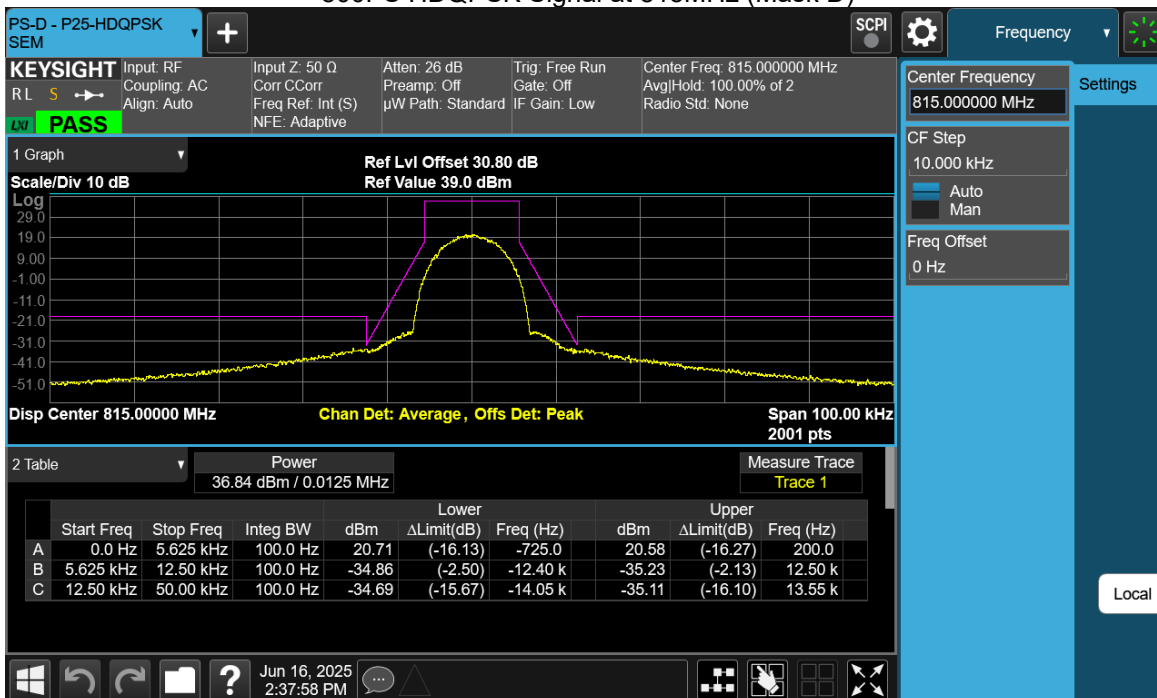 PS-D - P25-HDQPSK
SEM
SCPI
Frequency
KEYSIGHT
RL S
LXI PASS
Input: RF
Coupling: AC
Align: Auto
Input Z: 50 Ω
Corr CCorr
Freq Ref: Int (S)
NFE: Adaptive
Atten: 26 dB
Preamp: Off
µW Path: Standard
Trig: Free Run
Gate: Off
IF Gain: Low
Center Freq: 815.000000 MHz
Avg|Hold: 100.00% of 2
Radio Std: None
Center Frequency
815.000000 MHz
Settings
CF Step
10.000 kHz
Auto
Man
Freq Offset
0 Hz
Local
1 Graph
Scale/Div 10 dB
Ref Lvl Offset 30.80 dB
Ref Value 39.0 dBm
Log
29.0
19.0
9.00
-1.00
-11.0
-21.0
-31.0
-41.0
-51.0
Disp Center 815.00000 MHz
Chan Det: Average , Offs Det: Peak
Span 100.00 kHz
2001 pts
2 Table
Power
36.84 dBm / 0.0125 MHz
Measure Trace
Trace 1
Lower Upper
Start Freq Stop Freq Integ BW dBm ΔLimit(dB) Freq (Hz) dBm ΔLimit(dB) Freq (Hz)
A 0.0 Hz 5.625 kHz 100.0 Hz 20.71 (-16.13) -725.0 20.58 (-16.27) 200.0
B 5.625 kHz 12.50 kHz 100.0 Hz -34.86 (-2.50) -12.40 k -35.23 (-2.13) 12.50 k
C 12.50 kHz 50.00 kHz 100.0 Hz -34.69 (-15.67) -14.05 k -35.11 (-16.10) 13.55 k
Jun 16, 2025
2:37:58 PM